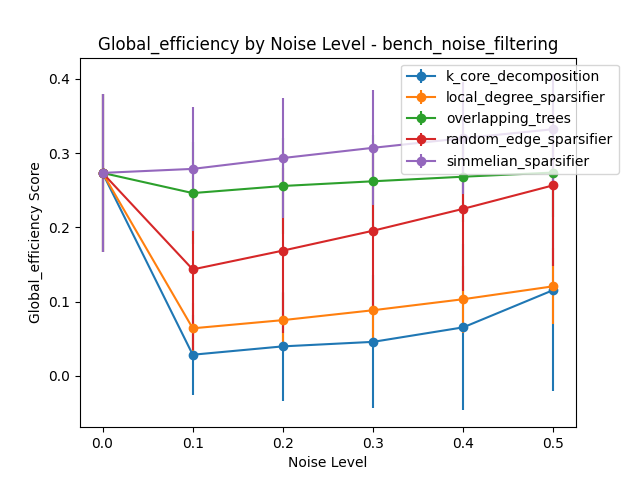 Global_efficiency by Noise Level - bench_noise_filtering
k_core_decomposition
local_degree_sparsifier
overlapping_trees
random_edge_sparsifier
simmelian_sparsifier
Global_efficiency Score
0.4
0.3
0.2
0.1
0.0
0.0 0.1 0.2 0.3 0.4 0.5
Noise Level